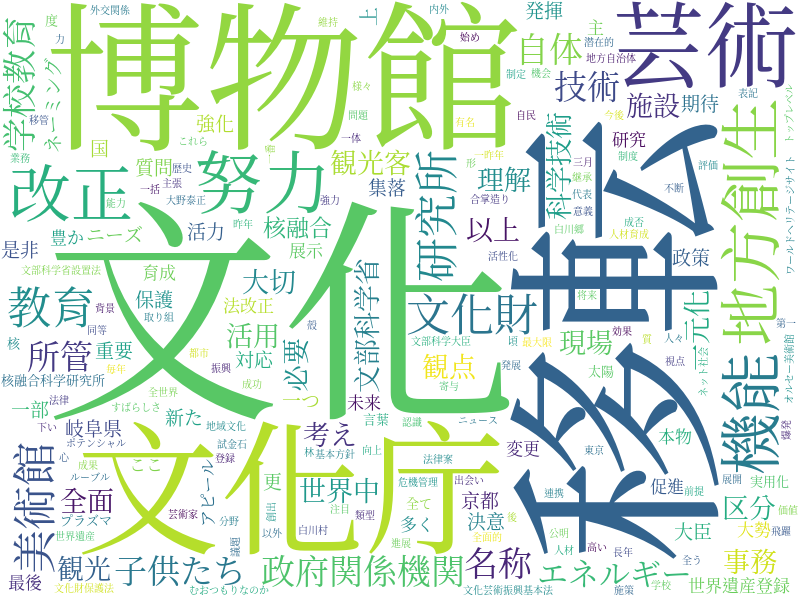 外交関係
維持
内外
度
力
上
発揮
主
始め
潜在的
地方自治体
博物館
芸術
学校教育
ネーミング
移管
これら
様々
問題
有名
自民
制定
機会
表記
トップレベル
自体
技術
施設
期待
強化
国
質問
歴史
一体
一昨年
形
三月
今後
制度
業務
研究
継承
評価
改正
努力
観光客
研究所
理解
科学技術
代表
意義
不断
一括
主張
大野泰正
集落
合掌造り
強力
白川郷
成否
人材育成
能力
昨年
豊か
ニーズ
活力
核融合
是非
展示
以上
活性化
政策
地方創生
ワールドヘリテージサイト
文部科学省設置法
育成
大切
保護
法改正
文部科学省
文化
文化財
移転
一元化
教育
背景
取り組
活用
将来
同等
核
対応
必要
文部科学大臣
頃
効果
人々
質
最大限
所管
重要
観点
現場
視点
都市
毎年
振興
発展
太陽
ネット社会
第一
オルセー美術館
核融合科学研究所
法律
成功
全世界
一つ
寄与
機能
一部
すばらしさ
新た
未来
下い
ポテンシャル
地域文化
試金石
言葉
認識
ニュース
岐阜県
文化庁
考え
変更
本物
東京
爆発
心
ここ
林
基本方針
向上
法律案
成果
登録
美術館
全面
ルーブル
アピール
世界中
危機管理
出会い
促進
展開
前提
実用化
プラズマ
芸術家
更
注目
全て
京都
連携
区分
世界遺産
分野
創出
類型
多く
決意
全面的
後
公明
飛躍
大臣
大勢
価値
議題
以外
白川村
進展
名称
高い
長年
人材
全う
事務
最後
観光
子供たち
政府関係機関
エネルギー
学校
文化財保護法
むおつもりなのか
文化芸術振興基本法
施策
世界遺産登録